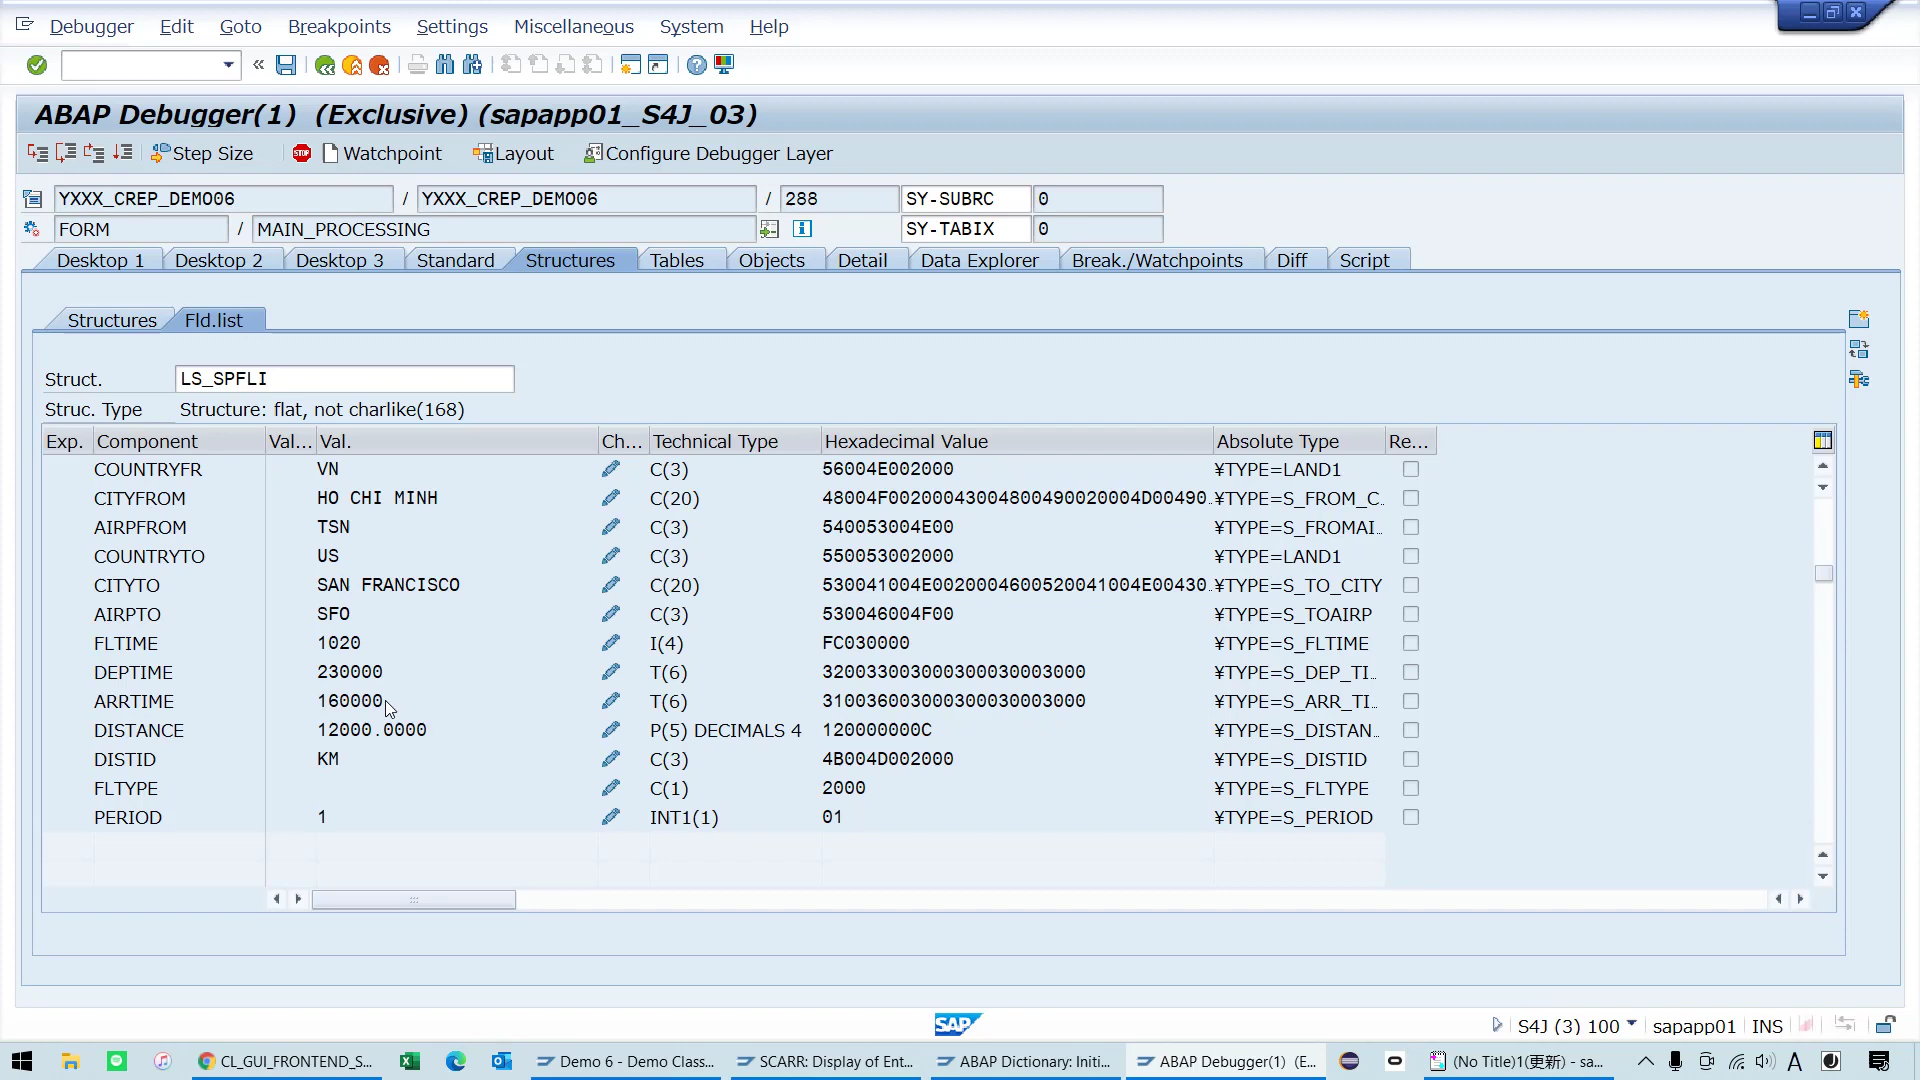 Debugger Edit Goto Breakpoints Settings Miscellaneous System Help
ABAP Debugger(1) (Exclusive) (sapapp01_S4J_03)
Step Size STOP Watchpoint Layout Configure Debugger Layer
YXXX_CREP_DEMO06 / YXXX_CREP_DEMO06 / 288 SY-SUBRC 0
FORM / MAIN_PROCESSING SY-TABIX 0
Desktop 1 Desktop 2 Desktop 3 Standard Structures Tables Objects Detail Data Explorer Break./Watchpoints Diff Script
Structures Fld.list
Struct. LS_SPFLI
Struc. Type Structure: flat, not charlike(168)
Exp. Component Val... Val. Ch... Technical Type Hexadecimal Value Absolute Type Re...
COUNTRYFR VN C(3) 56004E002000 ¥TYPE=LAND1
CITYFROM HO CHI MINH C(20) 48004F00200043004800490020004D00490... ¥TYPE=S_FROM_C...
AIRPFROM TSN C(3) 540053004E00 ¥TYPE=S_FROMAI...
COUNTRYTO US C(3) 550053002000 ¥TYPE=LAND1
CITYTO SAN FRANCISCO C(20) 530041004E0020004600520041004E00430... ¥TYPE=S_TO_CITY
AIRPTO SFO C(3) 530046004F00 ¥TYPE=S_TOAIRP
FLTIME 1020 I(4) FC030000 ¥TYPE=S_FLTIME
DEPTIME 230000 T(6) 320033003000300030003000 ¥TYPE=S_DEP_TI...
ARRTIME 160000 T(6) 310036003000300030003000 ¥TYPE=S_ARR_TI...
DISTANCE 12000.0000 P(5) DECIMALS 4 120000000C ¥TYPE=S_DISTAN...
DISTID KM C(3) 4B004D002000 ¥TYPE=S_DISTID
FLTYPE C(1) 2000 ¥TYPE=S_FLTYPE
PERIOD 1 INT1(1) 01 ¥TYPE=S_PERIOD
SAP S4J (3) 100 sapapp01 INS
CL_GUI_FRONTEND_S... Demo 6 - Demo Class... SCARR: Display of Ent... ABAP Dictionary: Initi... ABAP Debugger(1) (E... (No Title)1(更新) - sa... A